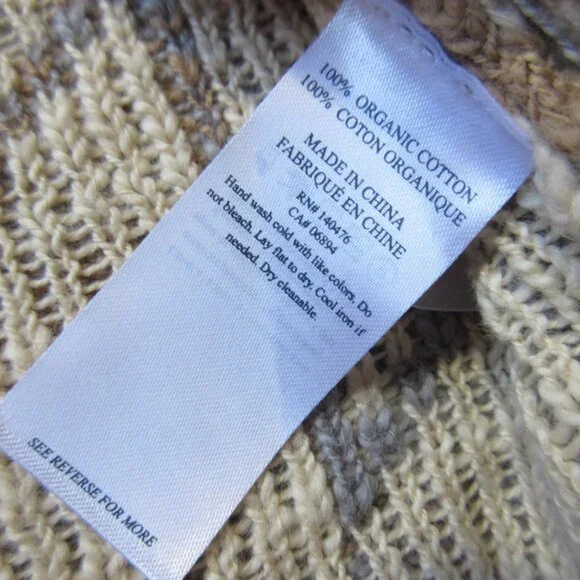 100% ORGANIC COTTON
100% COTON ORGANIQUE
MADE IN CHINA
FABRIQUÉ EN CHINE
RN# 140476
CA# 06894
Hand wash cold with like colors. Do
not bleach. Lay flat to dry. Cool iron if
needed. Dry cleanable.
SEE REVERSE FOR MORE